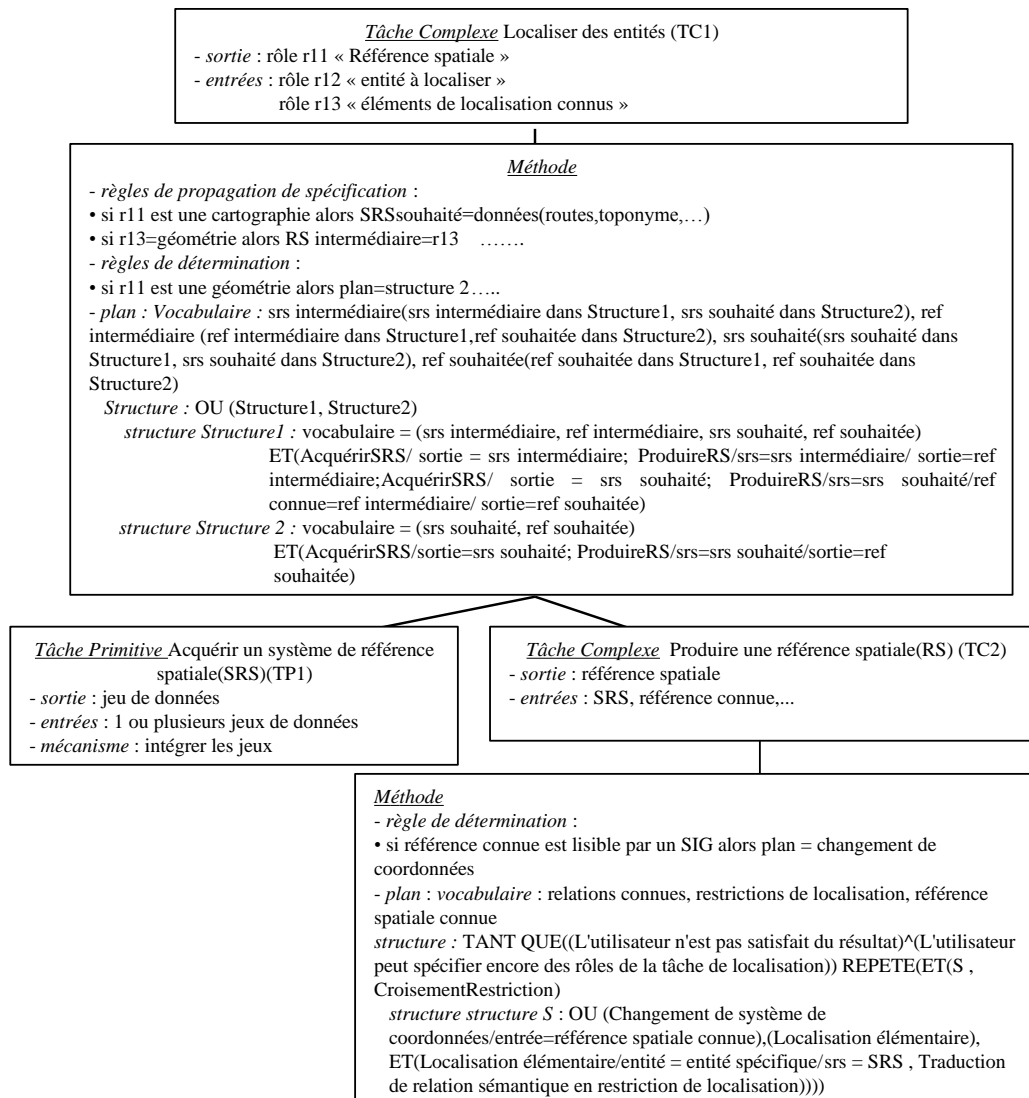 Tâche Complexe Localiser des entités (TC1)
- sortie : rôle r11 « Référence spatiale »
- entrées : rôle r12 « entité à localiser »
rôle r13 « éléments de localisation connus »
Méthode
- règles de propagation de spécification :
• si r11 est une cartographie alors SRSsouhaité=données(routes,toponyme,…)
• si r13=géométrie alors RS intermédiaire=r13 …….
- règles de détermination :
• si r11 est une géométrie alors plan=structure 2…..
- plan : Vocabulaire : srs intermédiaire(srs intermédiaire dans Structure1, srs souhaité dans Structure2), ref
intermédiaire (ref intermédiaire dans Structure1,ref souhaitée dans Structure2), srs souhaité(srs souhaité dans
Structure1, srs souhaité dans Structure2), ref souhaitée(ref souhaitée dans Structure1, ref souhaitée dans
Structure2)
Structure : OU (Structure1, Structure2)
structure Structure1 : vocabulaire = (srs intermédiaire, ref intermédiaire, srs souhaité, ref souhaitée)
ET(AcquérirSRS/ sortie = srs intermédiaire; ProduireRS/srs=srs intermédiaire/ sortie=ref
intermédiaire;AcquérirSRS/ sortie = srs souhaité; ProduireRS/srs=srs souhaité/ref
connue=ref intermédiaire/ sortie=ref souhaitée)
structure Structure 2 : vocabulaire = (srs souhaité, ref souhaitée)
ET(AcquérirSRS/sortie=srs souhaité; ProduireRS/srs=srs souhaité/sortie=ref
souhaitée)
Tâche Primitive Acquérir un système de référence
spatiale(SRS)(TP1)
- sortie : jeu de données
- entrées : 1 ou plusieurs jeux de données
- mécanisme : intégrer les jeux
Tâche Complexe Produire une référence spatiale(RS) (TC2)
- sortie : référence spatiale
- entrées : SRS, référence connue,...
Méthode
- règle de détermination :
• si référence connue est lisible par un SIG alors plan = changement de
coordonnées
- plan : vocabulaire : relations connues, restrictions de localisation, référence
spatiale connue
structure : TANT QUE((L'utilisateur n'est pas satisfait du résultat)^(L'utilisateur
peut spécifier encore des rôles de la tâche de localisation)) REPETE(ET(S ,
CroisementRestriction)
structure structure S : OU (Changement de système de
coordonnées/entrée=référence spatiale connue),(Localisation élémentaire),
ET(Localisation élémentaire/entité = entité spécifique/srs = SRS , Traduction
de relation sémantique en restriction de localisation))))